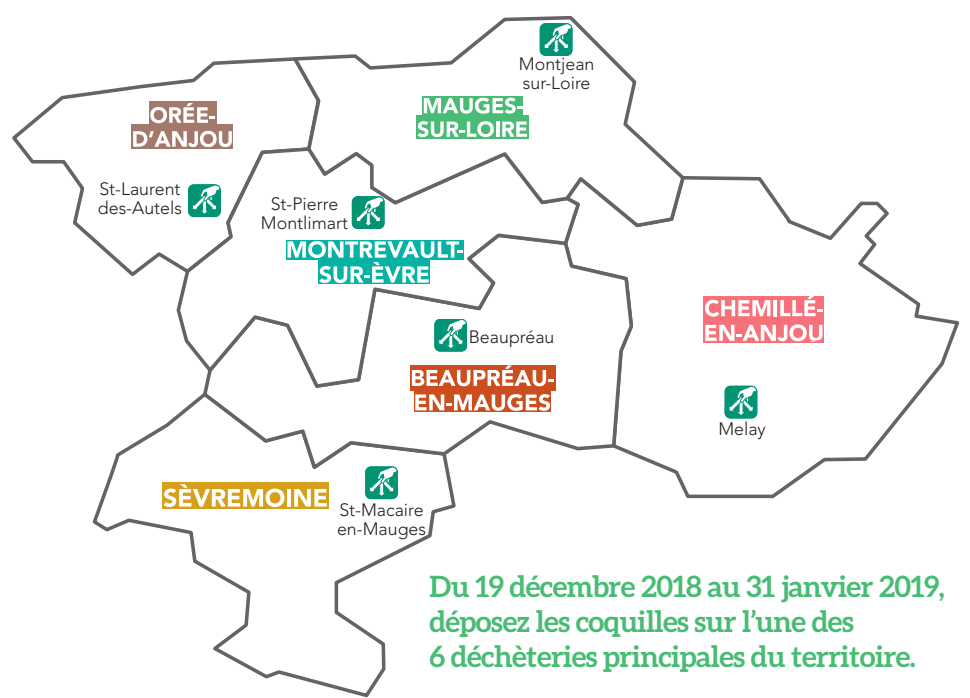 Montjean
sur-Loire
MAUGES-
SUR-LOIRE
ORÉE-
D'ANJOU
St-Laurent
des-Autels
St-Pierre
Montlimart
MONTREVAULT-
SUR-ÈVRE
CHEMILLÉ-
EN-ANJOU
Beaupréau
BEAUPRÉAU-
EN-MAUGES
Melay
SÈVREMOINE
St-Macaire
en-Mauges
Du 19 décembre 2018 au 31 janvier 2019,
déposez les coquilles sur l'une des
6 déchèteries principales du territoire.